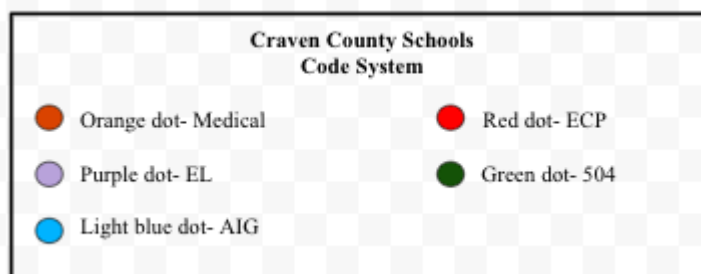 Craven County Schools
Code System
Orange dot- Medical
Red dot- ECP
Purple dot- EL
Green dot- 504
Light blue dot- AIG